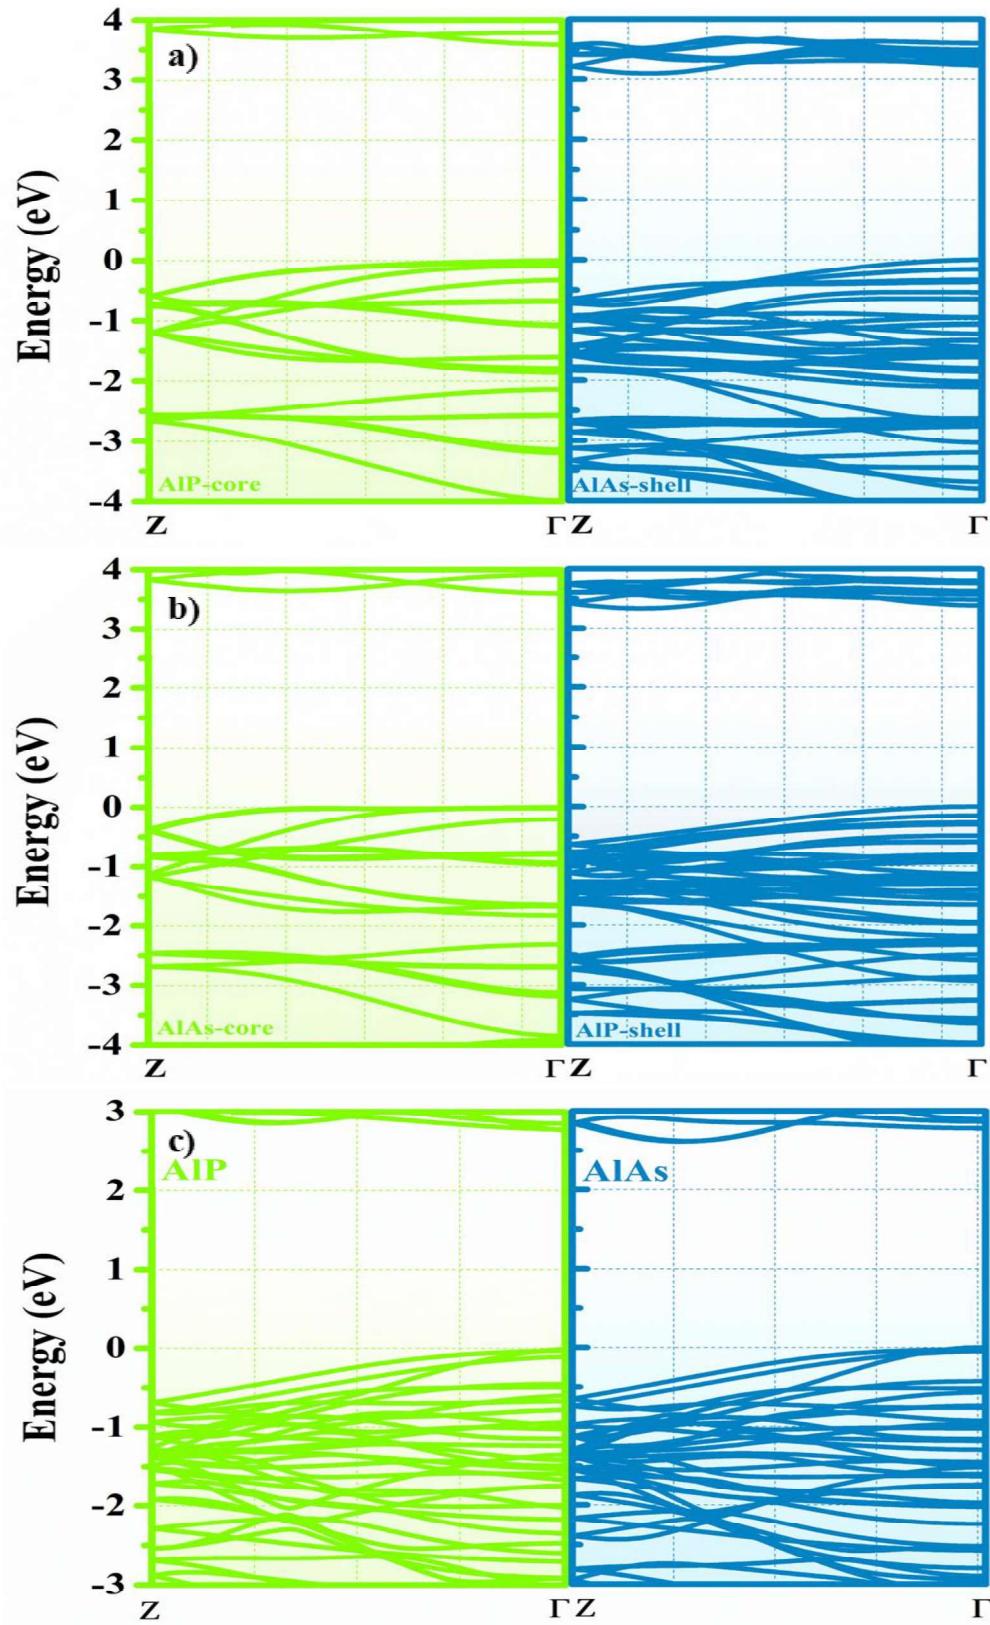 a)
Energy (eV)
4
3
2
1
0
-1
-2
-3
-4
AlP-core
AlAs-shell
Z Γ Z Γ
b)
Energy (eV)
4
3
2
1
0
-1
-2
-3
-4
AlAs-core
AlP-shell
Z Γ Z Γ
c)
AlP
AlAs
Energy (eV)
3
2
1
0
-1
-2
-3
Z Γ Z Γ